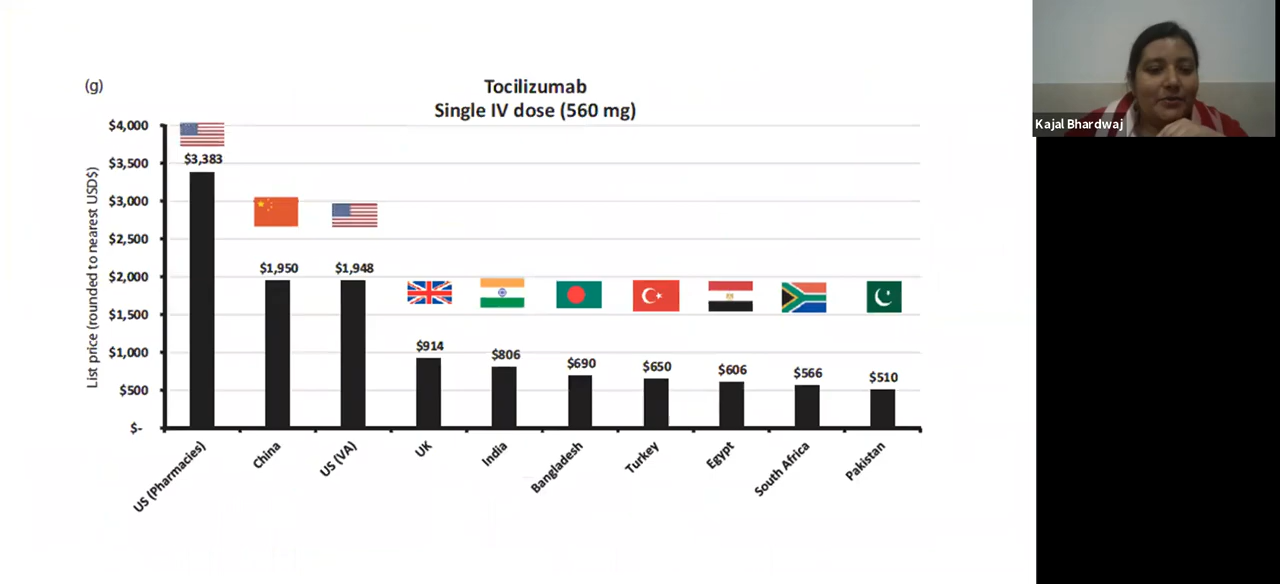 (g)
Tocilizumab
Single IV dose (560 mg)
List price (rounded to nearest USD$)
$4,000
$3,500
$3,000
$2,500
$2,000
$1,500
$1,000
$500
$-
$3,383
$1,950
$1,948
$914
$806
$690
$650
$606
$566
$510
US (Pharmacies)
China
US (VA)
UK
India
Bangladesh
Turkey
Egypt
South Africa
Pakistan
Kajal Bhardwaj